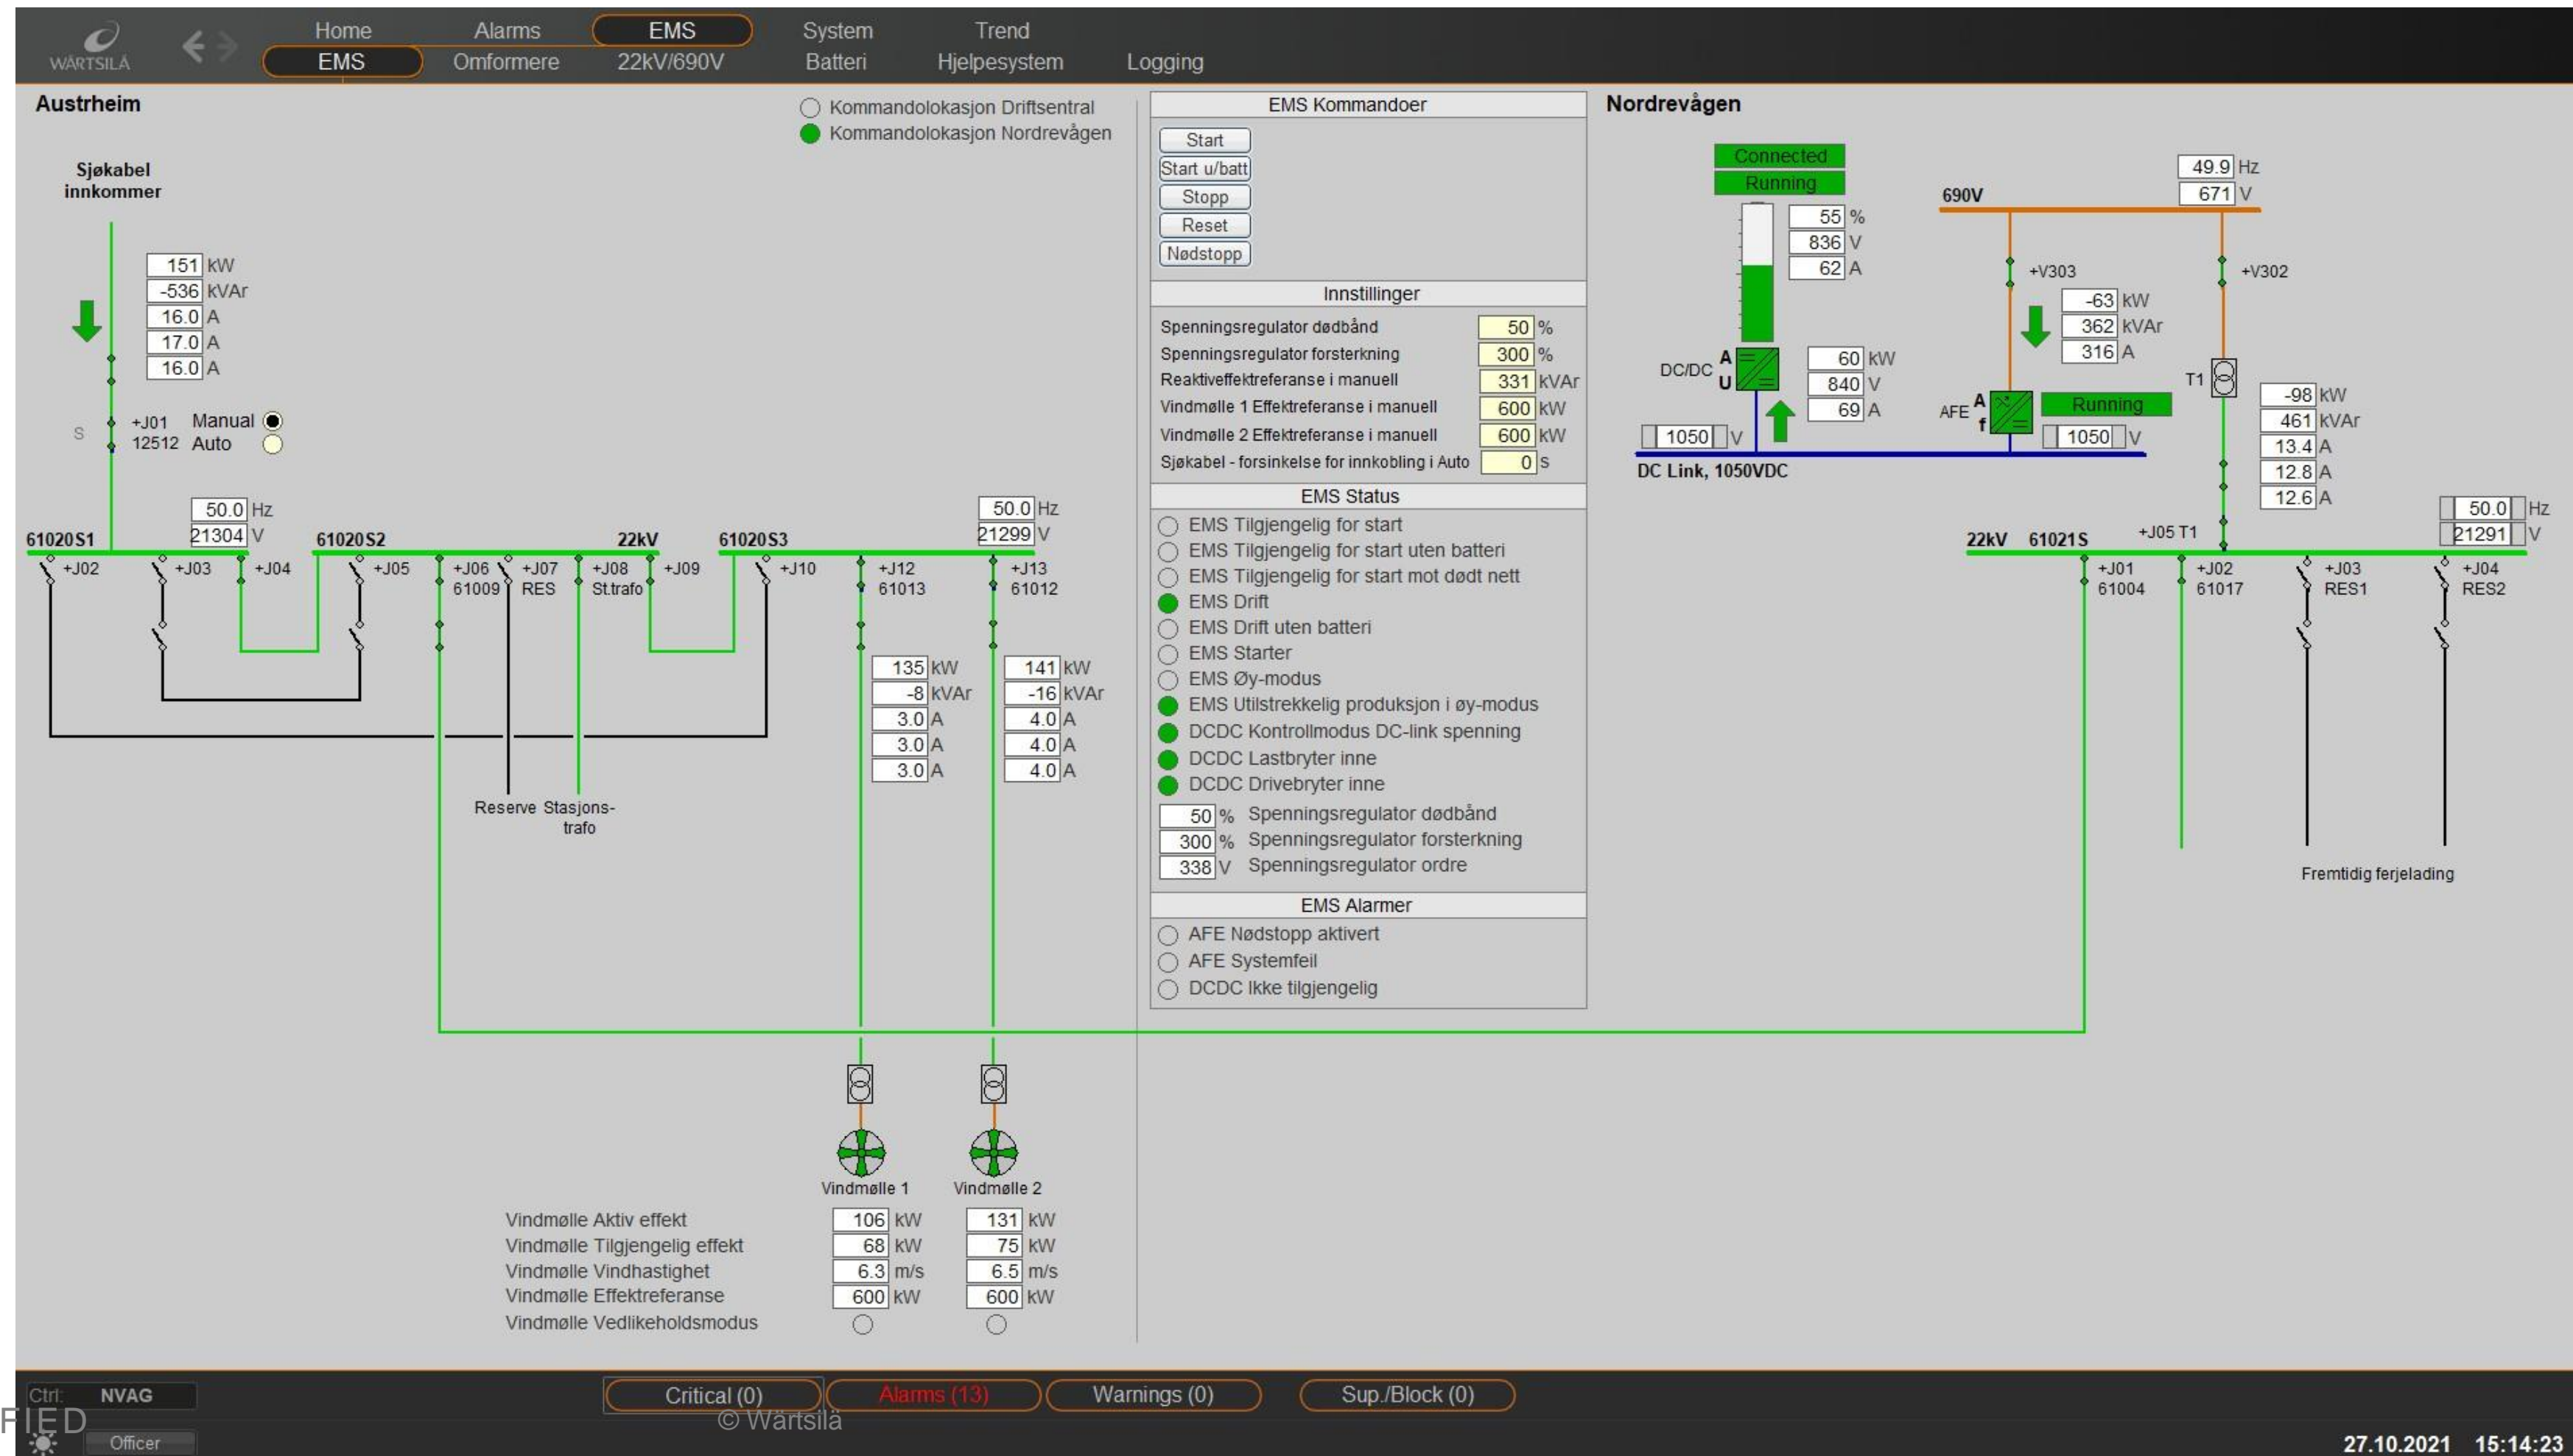 WÄRTSILÄ
Home Alarms EMS System Trend
EMS Omformere 22kV/690V Batteri Hjelpesystem Logging
Austrheim
Kommandolokasjon Driftsentral
Kommandolokasjon Nordrevågen
Sjøkabel
innkommer
151 kW
-536 kVAr
16.0 A
17.0 A
16.0 A
S
+J01 Manual
12512 Auto
50.0 Hz
21304 V
50.0 Hz
21299 V
61020S1 61020S2 22kV 61020S3
+J02 +J03 +J04 +J05 +J06 +J07 +J08 +J09 +J10 +J12 +J13
61009 RES St.trafo 61013 61012
135 kW 141 kW
-8 kVAr -16 kVAr
3.0 A 4.0 A
3.0 A 4.0 A
3.0 A 4.0 A
Reserve Stasjons-
trafo
Vindmølle 1 Vindmølle 2
Vindmølle Aktiv effekt 106 kW 131 kW
Vindmølle Tilgjengelig effekt 68 kW 75 kW
Vindmølle Vindhastighet 6.3 m/s 6.5 m/s
Vindmølle Effektreferanse 600 kW 600 kW
Vindmølle Vedlikeholdsmodus
EMS Kommandoer
Start
Start u/batt
Stopp
Reset
Nødstopp
Innstillinger
Spenningsregulator dødbånd 50 %
Spenningsregulator forsterkning 300 %
Reaktiveffektreferanse i manuell 331 kVAr
Vindmølle 1 Effektreferanse i manuell 600 kW
Vindmølle 2 Effektreferanse i manuell 600 kW
Sjøkabel - forsinkelse for innkobling i Auto 0 s
EMS Status
EMS Tilgjengelig for start
EMS Tilgjengelig for start uten batteri
EMS Tilgjengelig for start mot dødt nett
EMS Drift
EMS Drift uten batteri
EMS Starter
EMS Øy-modus
EMS Utilstrekkelig produksjon i øy-modus
DCDC Kontrollmodus DC-link spenning
DCDC Lastbryter inne
DCDC Drivebryter inne
50 % Spenningsregulator dødbånd
300 % Spenningsregulator forsterkning
338 V Spenningsregulator ordre
EMS Alarmer
AFE Nødstopp aktivert
AFE Systemfeil
DCDC Ikke tilgjengelig
Nordrevågen
Connected
Running
55 %
836 V
62 A
DC/DC A
U
60 kW
840 V
69 A
1050 V
DC Link, 1050VDC
690V
49.9 Hz
671 V
+V303
-63 kW
362 kVAr
316 A
AFE A
f
Running
1050 V
+V302
T1
-98 kW
461 kVAr
13.4 A
12.8 A
12.6 A
50.0 Hz
21291 V
22kV 61021S +J05 T1
+J01 +J02 +J03 +J04
61004 61017 RES1 RES2
Fremtidig ferjelading
Ctrl: NVAG
Critical (0) Alarms (13) Warnings (0) Sup./Block (0)
FIED
© Wärtsilä
Officer
27.10.2021 15:14:23